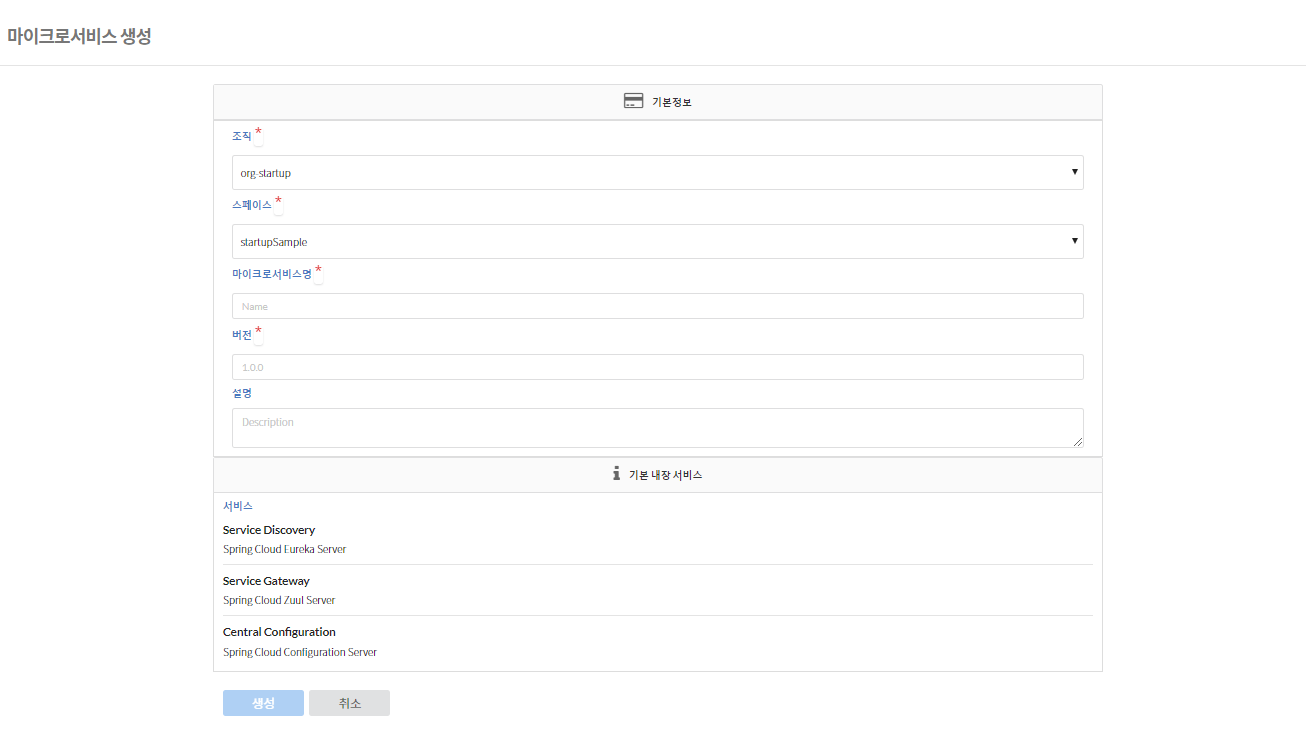 마이크로서비스 생성
기본정보
조직 *
org-startup
스페이스 *
startupSample
마이크로서비스명 *
Name
버전 *
1.0.0
설명
Description
기본 내장 서비스
서비스
Service Discovery
Spring Cloud Eureka Server
Service Gateway
Spring Cloud Zuul Server
Central Configuration
Spring Cloud Configuration Server
생성 취소